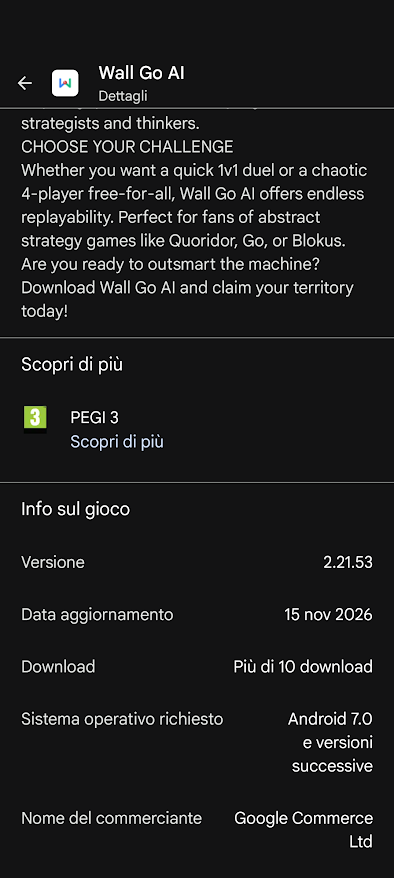 Wall Go AI
Dettagli
strategists and thinkers.
CHOOSE YOUR CHALLENGE
Whether you want a quick 1v1 duel or a chaotic
4-player free-for-all, Wall Go AI offers endless
replayability. Perfect for fans of abstract
strategy games like Quoridor, Go, or Blokus.
Are you ready to outsmart the machine?
Download Wall Go AI and claim your territory
today!
Scopri di più
3
PEGI 3
Scopri di più
Info sul gioco
Versione 2.21.53
Data aggiornamento 15 nov 2026
Download Più di 10 download
Sistema operativo richiesto Android 7.0
e versioni
successive
Nome del commerciante Google Commerce
Ltd